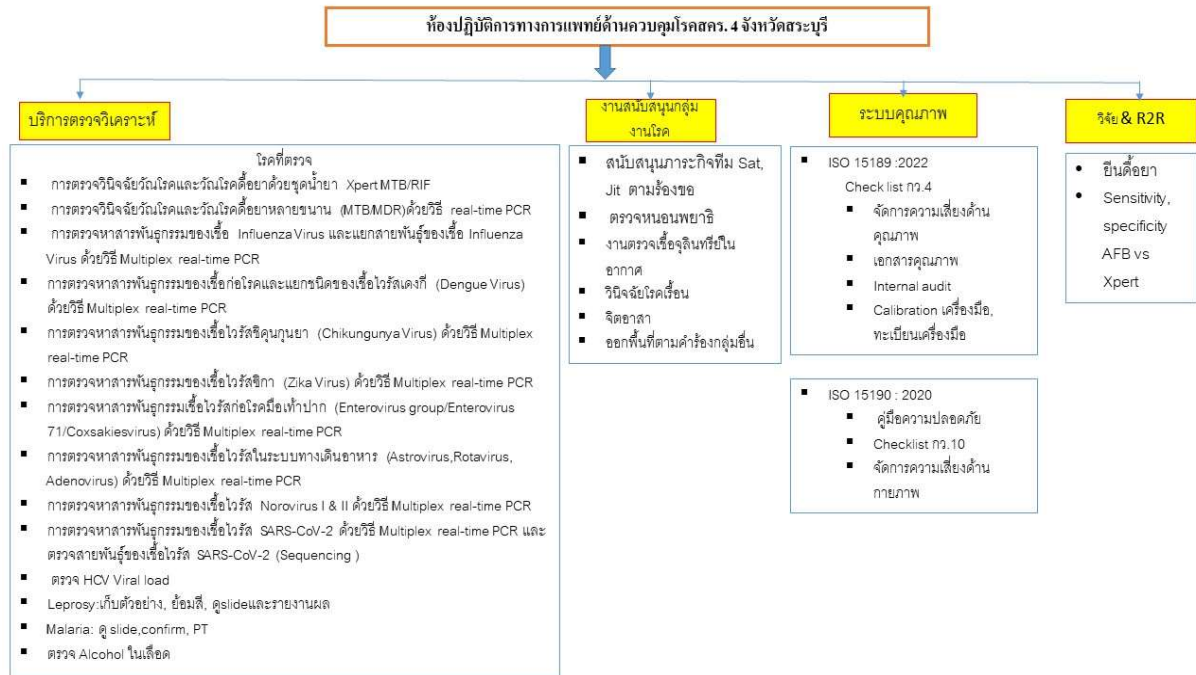 ห้องปฏิบัติการทางการแพทย์ด้านควบคุมโรคสคร. 4 จังหวัดสระบุรี
บริการตรวจวิเคราะห์
โรคที่ตรวจ
▪ การตรวจวินิจฉัยวัณโรคและวัณโรคดื้อยาด้วยชุดน้ำยา Xpert MTB/RIF
▪ การตรวจวินิจฉัยวัณโรคและวัณโรคดื้อยาหลายขนาน (MTB/MDR)ด้วยวิธี real-time PCR
▪ การตรวจหาสารพันธุกรรมของเชื้อ Influenza Virus และแยกสายพันธุ์ของเชื้อ Influenza
Virus ด้วยวิธี Multiplex real-time PCR
▪ การตรวจหาสารพันธุกรรมของเชื้อก่อโรคและแยกชนิดของเชื้อไวรัสเดงกี (Dengue Virus)
ด้วยวิธี Multiplex real-time PCR
▪ การตรวจหาสารพันธุกรรมของเชื้อไวรัสชิคุนกุนยา (Chikungunya Virus) ด้วยวิธี Multiplex
real-time PCR
▪ การตรวจหาสารพันธุกรรมของเชื้อไวรัสซิกา (Zika Virus) ด้วยวิธี Multiplex real-time PCR
▪ การตรวจหาสารพันธุกรรมเชื้อไวรัสก่อโรคมือเท้าปาก (Enterovirus group/Enterovirus
71/Coxsakiesvirus) ด้วยวิธี Multiplex real-time PCR
▪ การตรวจหาสารพันธุกรรมของเชื้อไวรัสในระบบทางเดินอาหาร (Astrovirus,Rotavirus,
Adenovirus) ด้วยวิธี Multiplex real-time PCR
▪ การตรวจหาสารพันธุกรรมของเชื้อไวรัส Norovirus I & II ด้วยวิธี Multiplex real-time PCR
▪ การตรวจหาสารพันธุกรรมของเชื้อไวรัส SARS-CoV-2 ด้วยวิธี Multiplex real-time PCR และ
ตรวจสายพันธุ์ของเชื้อไวรัส SARS-CoV-2 (Sequencing )
▪ ตรวจ HCV Viral load
▪ Leprosy:เก็บตัวอย่าง, ย้อมสี, ดูslideและรายงานผล
▪ Malaria: ดู slide,confirm, PT
▪ ตรวจ Alcohol ในเลือด
งานสนับสนุนกลุ่ม
งานโรค
▪ สนับสนุนภาระกิจทีม Sat,
Jit ตามร้องขอ
▪ ตรวจหนอนพยาธิ
▪ งานตรวจเชื้อจุลินทรีย์ใน
อากาศ
▪ วินิจฉัยโรคเรื้อน
▪ จิตอาสา
▪ ออกพื้นที่ตามคำร้องกลุ่มอื่น
ระบบคุณภาพ
▪ ISO 15189 :2022
Check list กว.4
▪ จัดการความเสี่ยงด้าน
คุณภาพ
▪ เอกสารคุณภาพ
▪ Internal audit
▪ Calibration เครื่องมือ,
ทะเบียนเครื่องมือ
▪ ISO 15190 : 2020
▪ คู่มือความปลอดภัย
▪ Checklist กว.10
▪ จัดการความเสี่ยงด้าน
กายภาพ
วิจัย & R2R
• ยีนดื้อยา
• Sensitivity,
specificity
AFB vs
Xpert